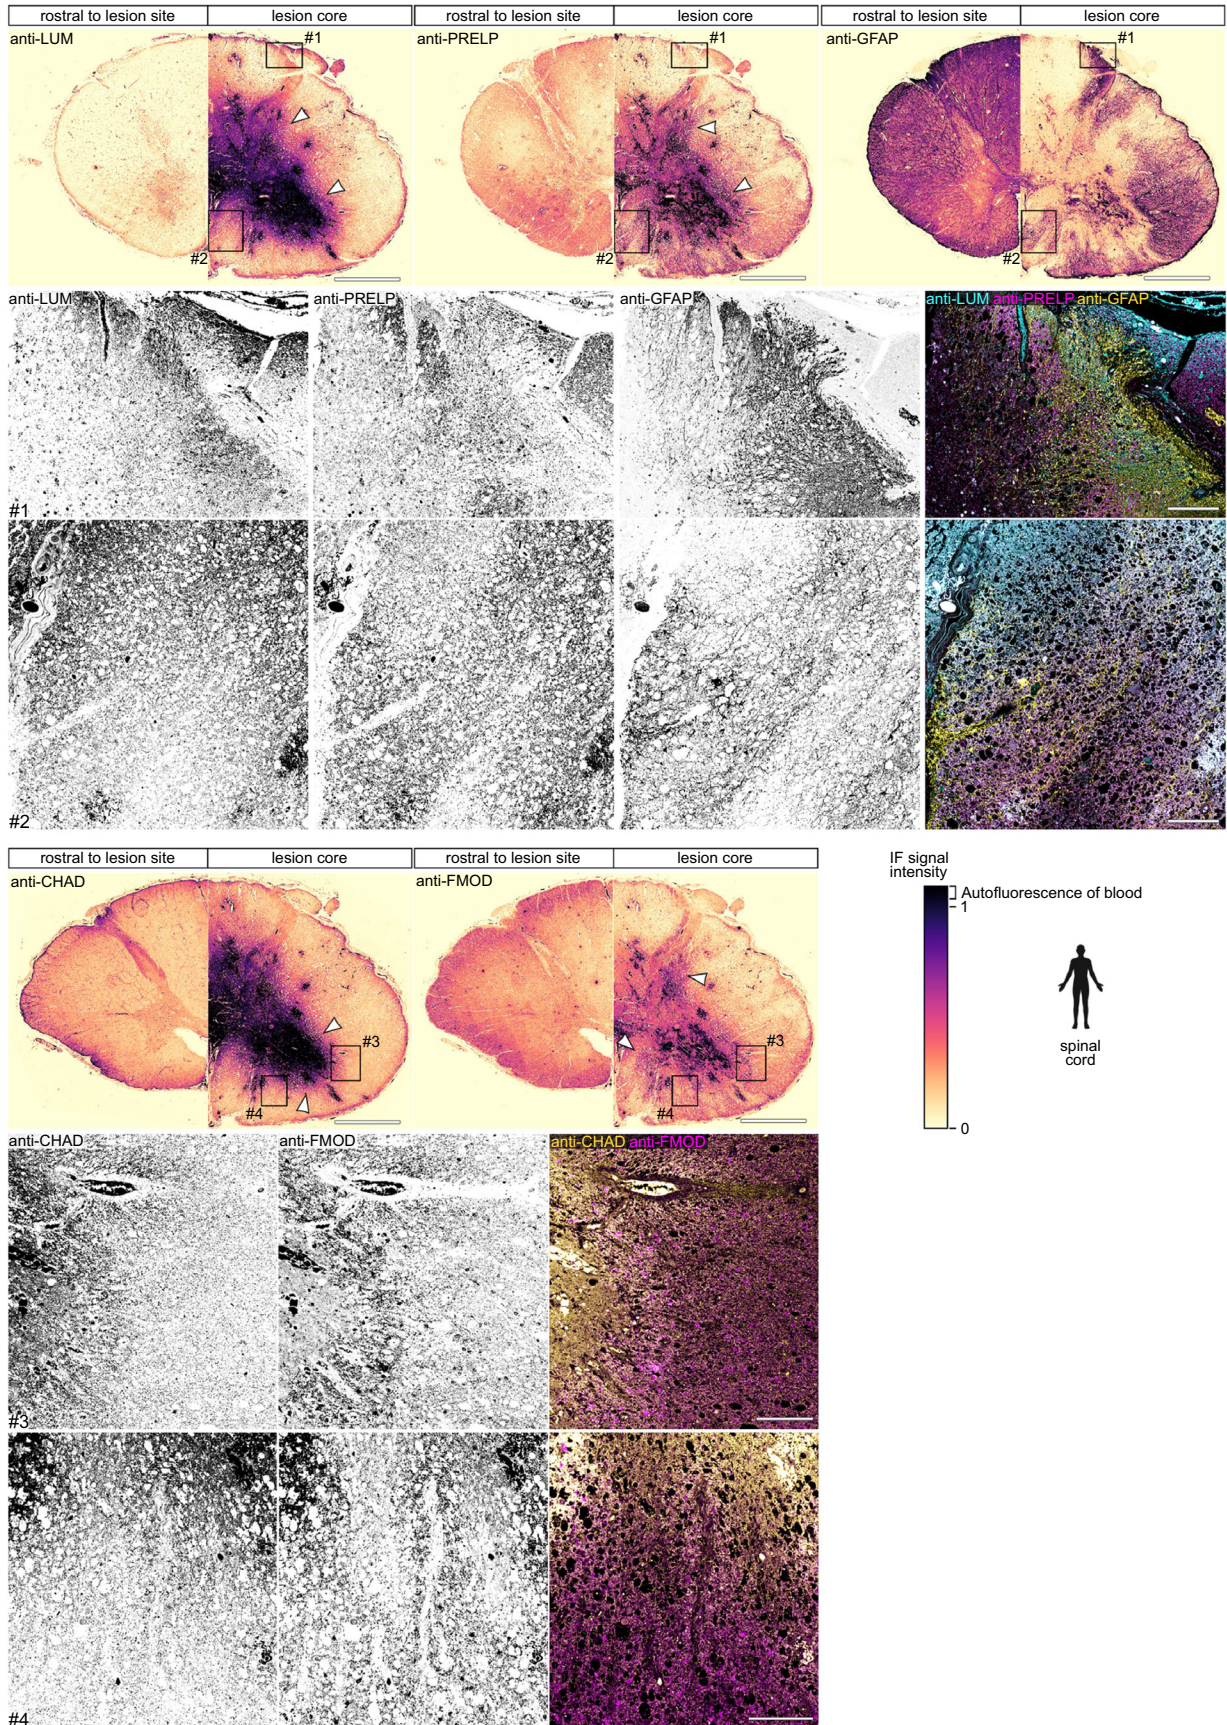 rostral to lesion site
lesion core
rostral to lesion site
lesion core
rostral to lesion site
lesion core
anti-LUM
#1
anti-PRELP
#1
anti-GFAP
#1
#2
#2
#2
anti-LUM
anti-PRELP
anti-GFAP
anti-LUM anti-PRELP anti-GFAP
#1
#2
rostral to lesion site
lesion core
rostral to lesion site
lesion core
anti-CHAD
anti-FMOD
#3
#3
#4
#4
IF signal
intensity
Autofluorescence of blood
1
0
spinal
cord
anti-CHAD
anti-FMOD
anti-CHAD anti-FMOD
#3
#4